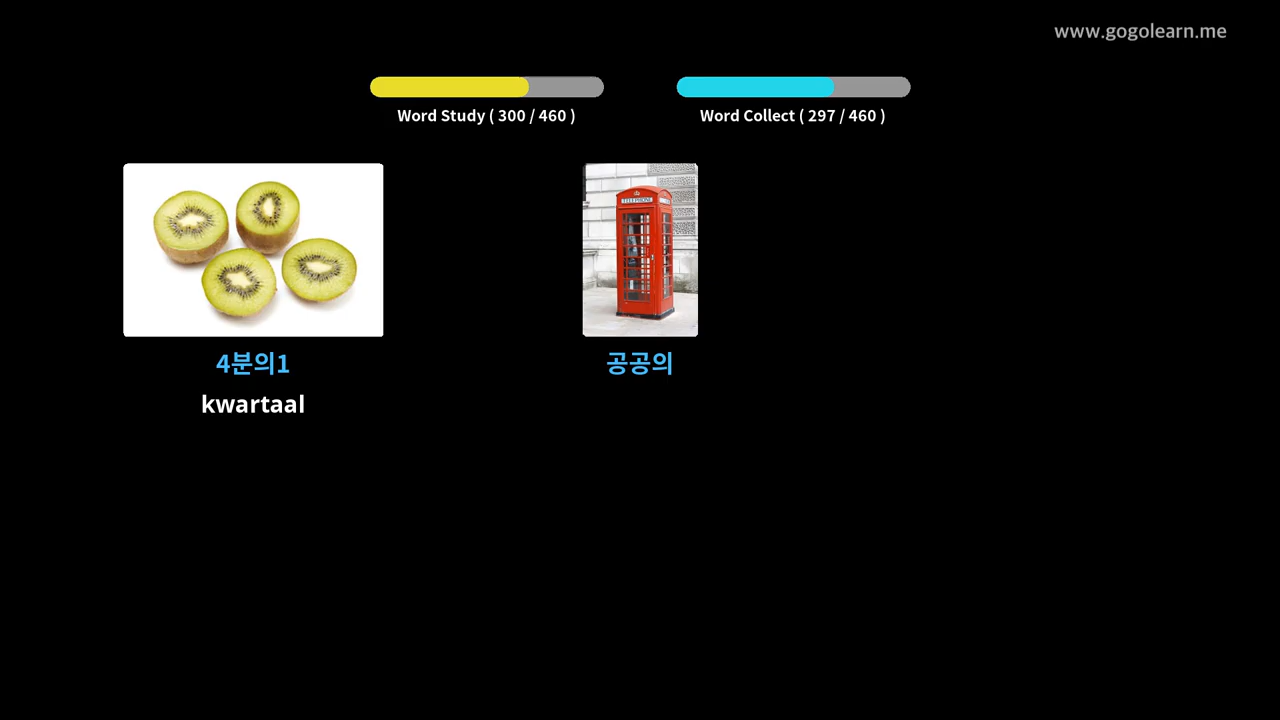 www.gogolearn.me
Word Study ( 300 / 460 )
Word Collect ( 297 / 460 )
TELEPHONE
4분의1
공공의
kwartaal